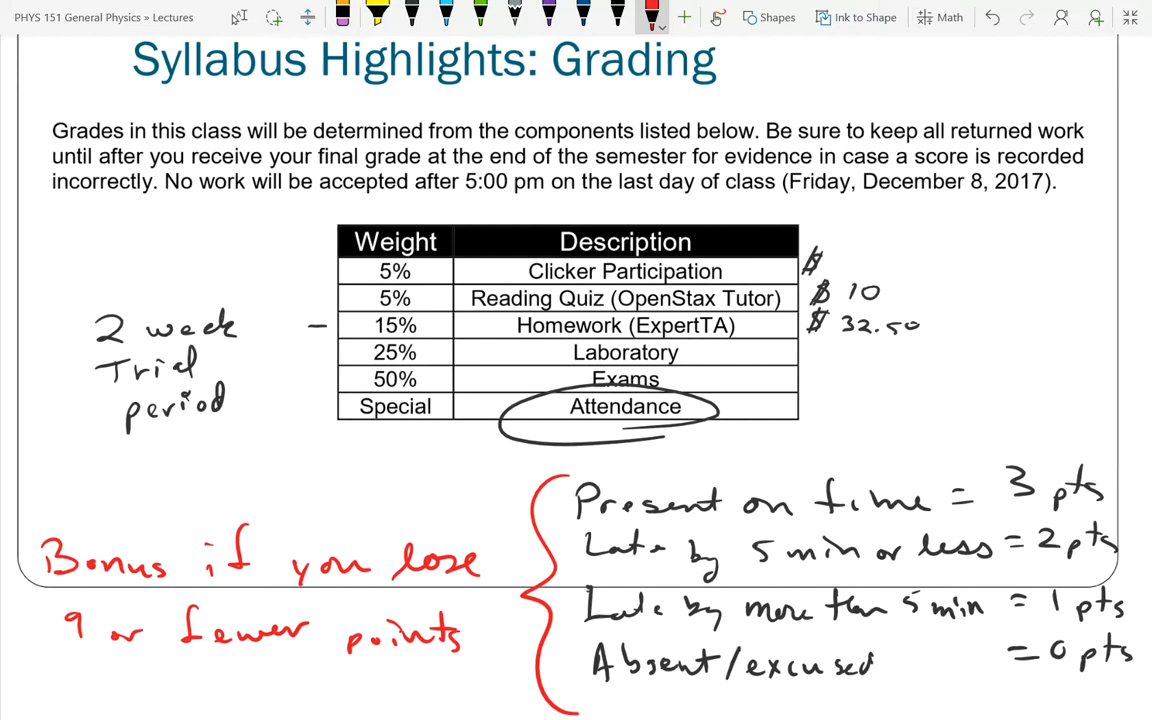 PHYS 151 General Physics » Lectures
Shapes
Ink to Shape
Math
Syllabus Highlights: Grading
Grades in this class will be determined from the components listed below. Be sure to keep all returned work
until after you receive your final grade at the end of the semester for evidence in case a score is recorded
incorrectly. No work will be accepted after 5:00 pm on the last day of class (Friday, December 8, 2017).
Weight Description
5% Clicker Participation $
5% Reading Quiz (OpenStax Tutor) $ 10
15% Homework (ExpertTA) $ 32.50
25% Laboratory
50% Exams
Special Attendance
2 week
Trial
period
Present on time = 3 pts
Late by 5 min or less = 2 pts
Late by more than 5 min = 1 pts
Absent/excused = 0 pts
Bonus if you lose
9 or fewer points